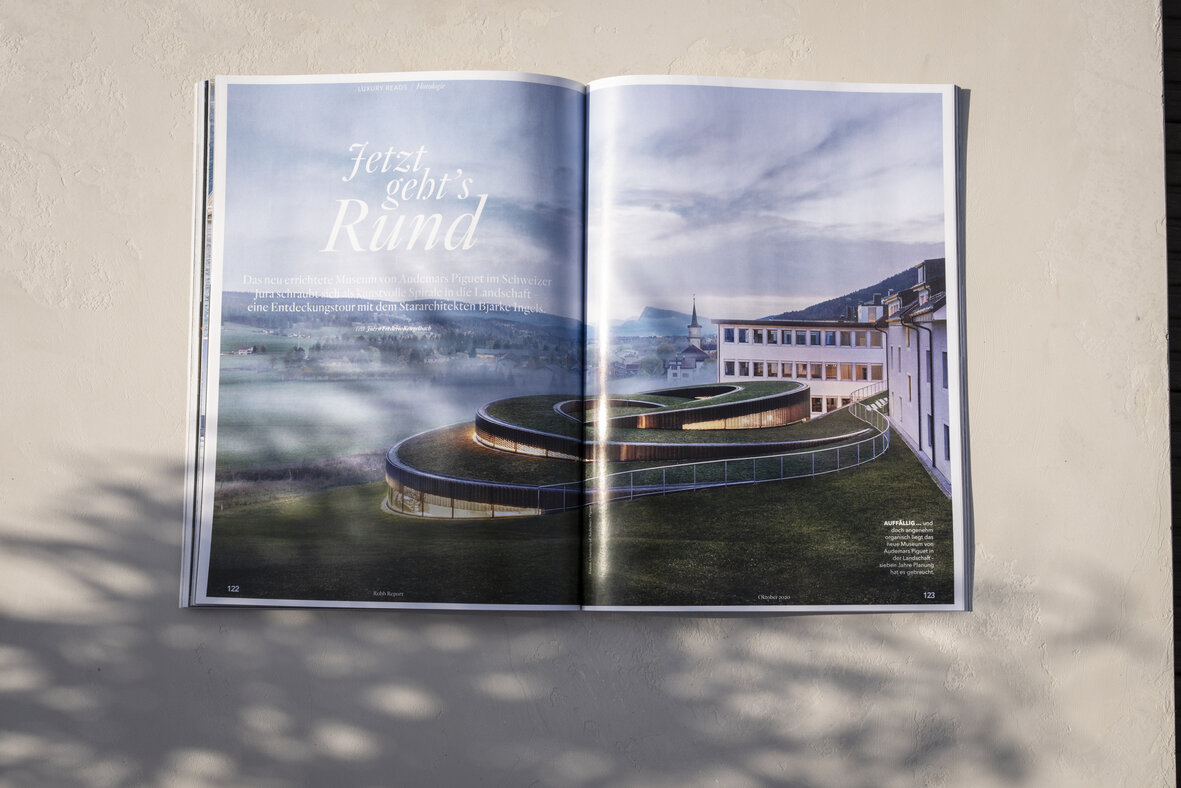 LUXURY READS / Horologie
Jetzt
geht's
Rund
Das neu errichtete Museum von Audemars Piguet im Schweizer
Jura schraubt sich als kunstvolle Spirale in die Landschaft
eine Entdeckungstour mit dem Stararchitekten Bjarke Ingels.
AUFFÄLLIG ... und
doch angenehm
organisch liegt das
neue Museum von
Audemars Piguet in
der Landschaft –
sieben Jahre Planung
hat es gebraucht.
122
Robb Report
Oktober 2020
123